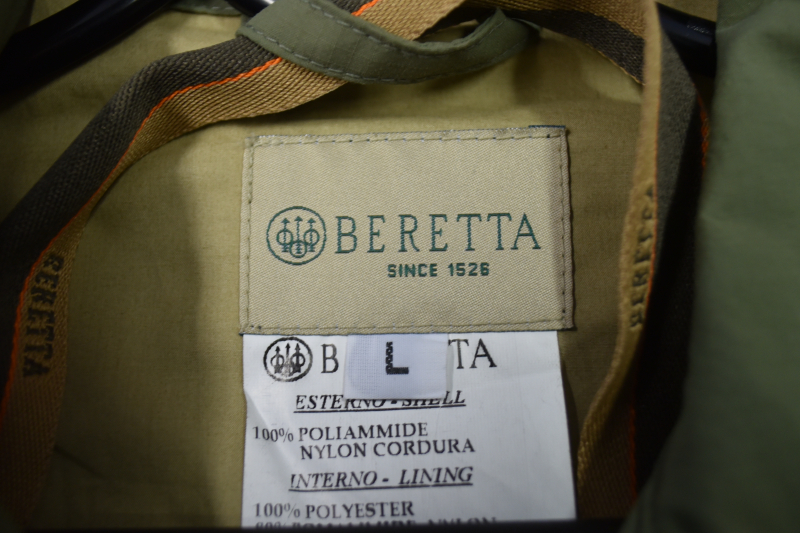 BERETTA
SINCE 1526
B TA
L
ESTERNO - SHELL
100% POLIAMMIDE
NYLON CORDURA
INTERNO - LINING
100% POLYESTER
BERETTA
BERETTA